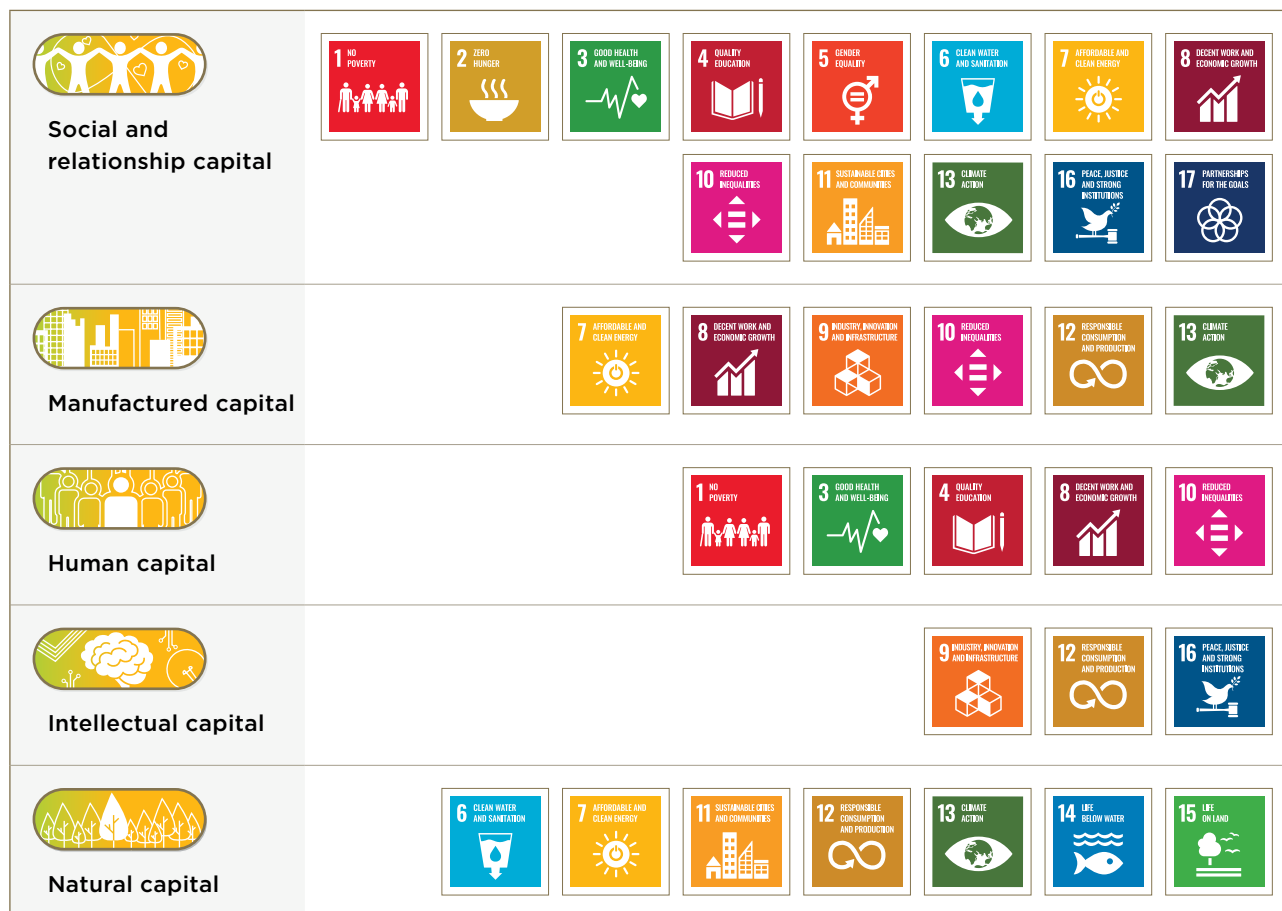 Social and
relationship capital
1 NO
POVERTY
2 ZERO
HUNGER
3 GOOD HEALTH
AND WELL-BEING
4 QUALITY
EDUCATION
5 GENDER
EQUALITY
6 CLEAN WATER
AND SANITATION
7 AFFORDABLE AND
CLEAN ENERGY
8 DECENT WORK AND
ECONOMIC GROWTH
10 REDUCED
INEQUALITIES
11 SUSTAINABLE CITIES
AND COMMUNITIES
13 CLIMATE
ACTION
16 PEACE, JUSTICE
AND STRONG
INSTITUTIONS
17 PARTNERSHIPS
FOR THE GOALS
Manufactured capital
7 AFFORDABLE AND
CLEAN ENERGY
8 DECENT WORK AND
ECONOMIC GROWTH
9 INDUSTRY, INNOVATION
AND INFRASTRUCTURE
10 REDUCED
INEQUALITIES
12 RESPONSIBLE
CONSUMPTION
AND PRODUCTION
13 CLIMATE
ACTION
Human capital
1 NO
POVERTY
3 GOOD HEALTH
AND WELL-BEING
4 QUALITY
EDUCATION
8 DECENT WORK AND
ECONOMIC GROWTH
10 REDUCED
INEQUALITIES
Intellectual capital
9 INDUSTRY, INNOVATION
AND INFRASTRUCTURE
12 RESPONSIBLE
CONSUMPTION
AND PRODUCTION
16 PEACE, JUSTICE
AND STRONG
INSTITUTIONS
Natural capital
6 CLEAN WATER
AND SANITATION
7 AFFORDABLE AND
CLEAN ENERGY
11 SUSTAINABLE CITIES
AND COMMUNITIES
12 RESPONSIBLE
CONSUMPTION
AND PRODUCTION
13 CLIMATE
ACTION
14 LIFE
BELOW WATER
15 LIFE
ON LAND